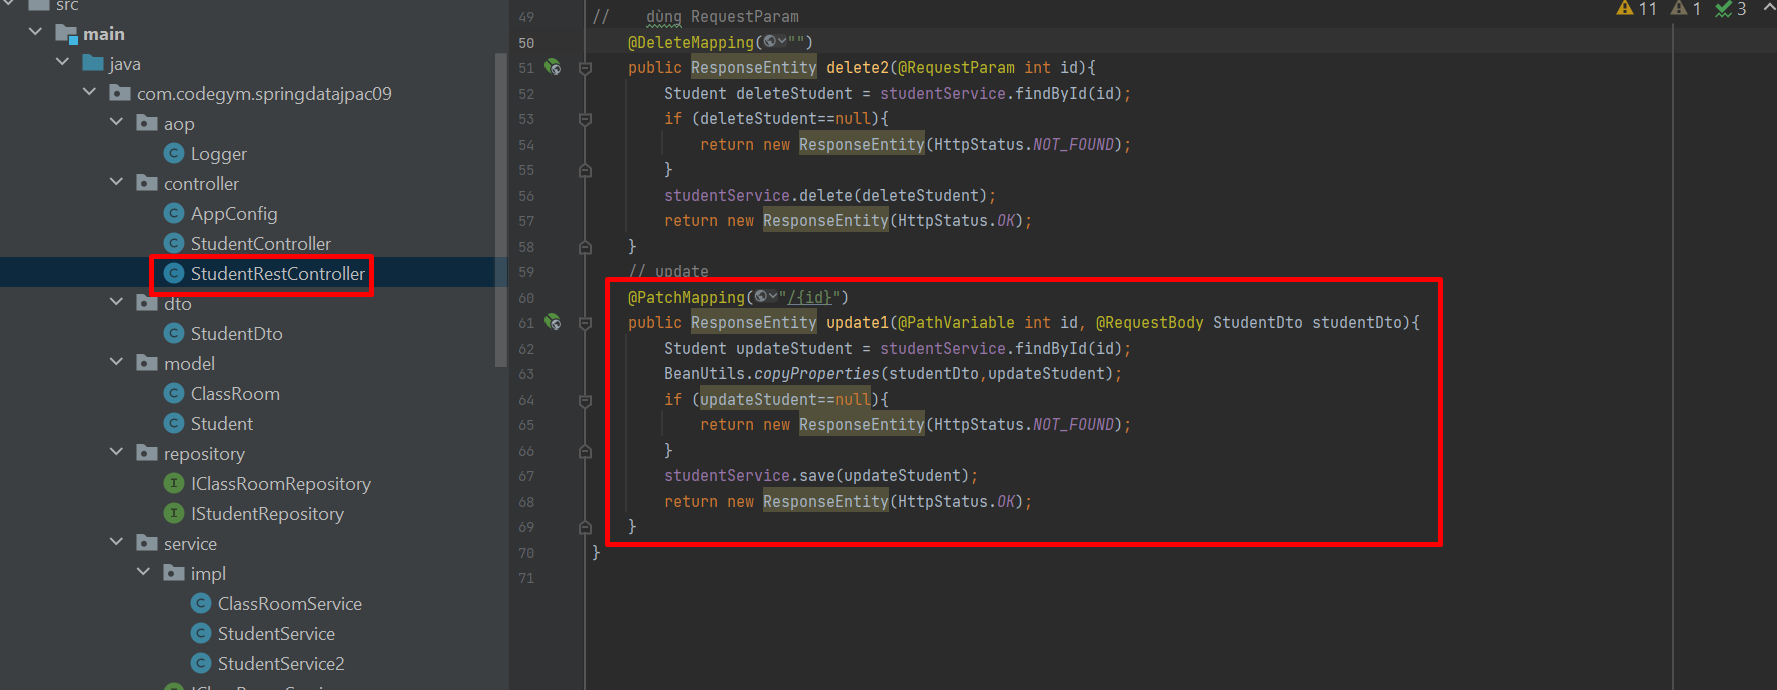 src
main
java
com.codegym.springdatajpac09
aop
C Logger
controller
C AppConfig
C StudentController
C StudentRestController
dto
C StudentDto
model
C ClassRoom
C Student
repository
I IClassRoomRepository
I IStudentRepository
service
impl
C ClassRoomService
C StudentService
C StudentService2
11 1 3
49 // dùng RequestParam
50 @DeleteMapping("")
51 public ResponseEntity delete2(@RequestParam int id){
52 Student deleteStudent = studentService.findById(id);
53 if (deleteStudent==null){
54 return new ResponseEntity(HttpStatus.NOT_FOUND);
55 }
56 studentService.delete(deleteStudent);
57 return new ResponseEntity(HttpStatus.OK);
58 }
59 // update
60 @PatchMapping("/{id}")
61 public ResponseEntity update1(@PathVariable int id, @RequestBody StudentDto studentDto){
62 Student updateStudent = studentService.findById(id);
63 BeanUtils.copyProperties(studentDto,updateStudent);
64 if (updateStudent==null){
65 return new ResponseEntity(HttpStatus.NOT_FOUND);
66 }
67 studentService.save(updateStudent);
68 return new ResponseEntity(HttpStatus.OK);
69 }
70 }
71